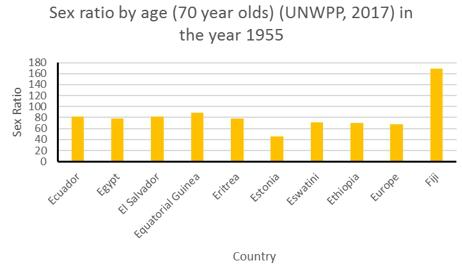 Sex ratio by age (70 year olds) (UNWPP, 2017) in
the year 1955
180
160
140
120
100
80
60
40
20
0
Sex Ratio
Ecuador
Egypt
El Salvador
Equatorial Guinea
Eritrea
Estonia
Eswatini
Ethiopia
Europe
Fiji
Country